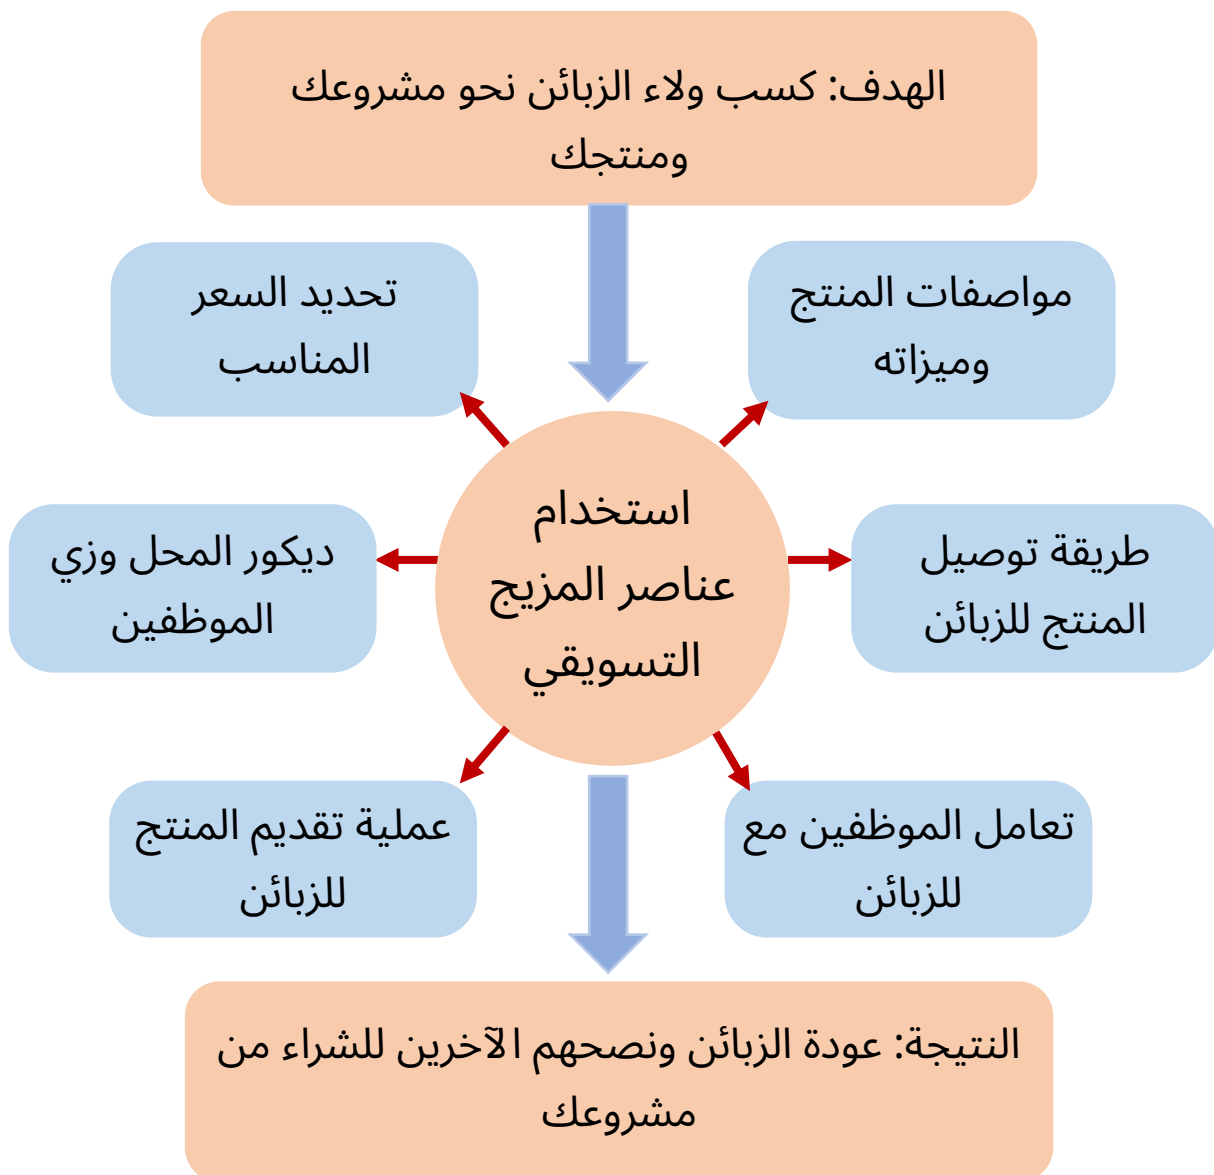 الهدف: كسب ولاء الزبائن نحو مشروعك
ومنتجك
مواصفات المنتج
وميزاته
تحديد السعر
المناسب
استخدام
عناصر المزيج
التسويقي
طريقة توصيل
المنتج للزبائن
ديكور المحل وزي
الموظفين
تعامل الموظفين مع
للزبائن
عملية تقديم المنتج
للزبائن
النتيجة: عودة الزبائن ونصحهم الآخرين للشراء من
مشروعك